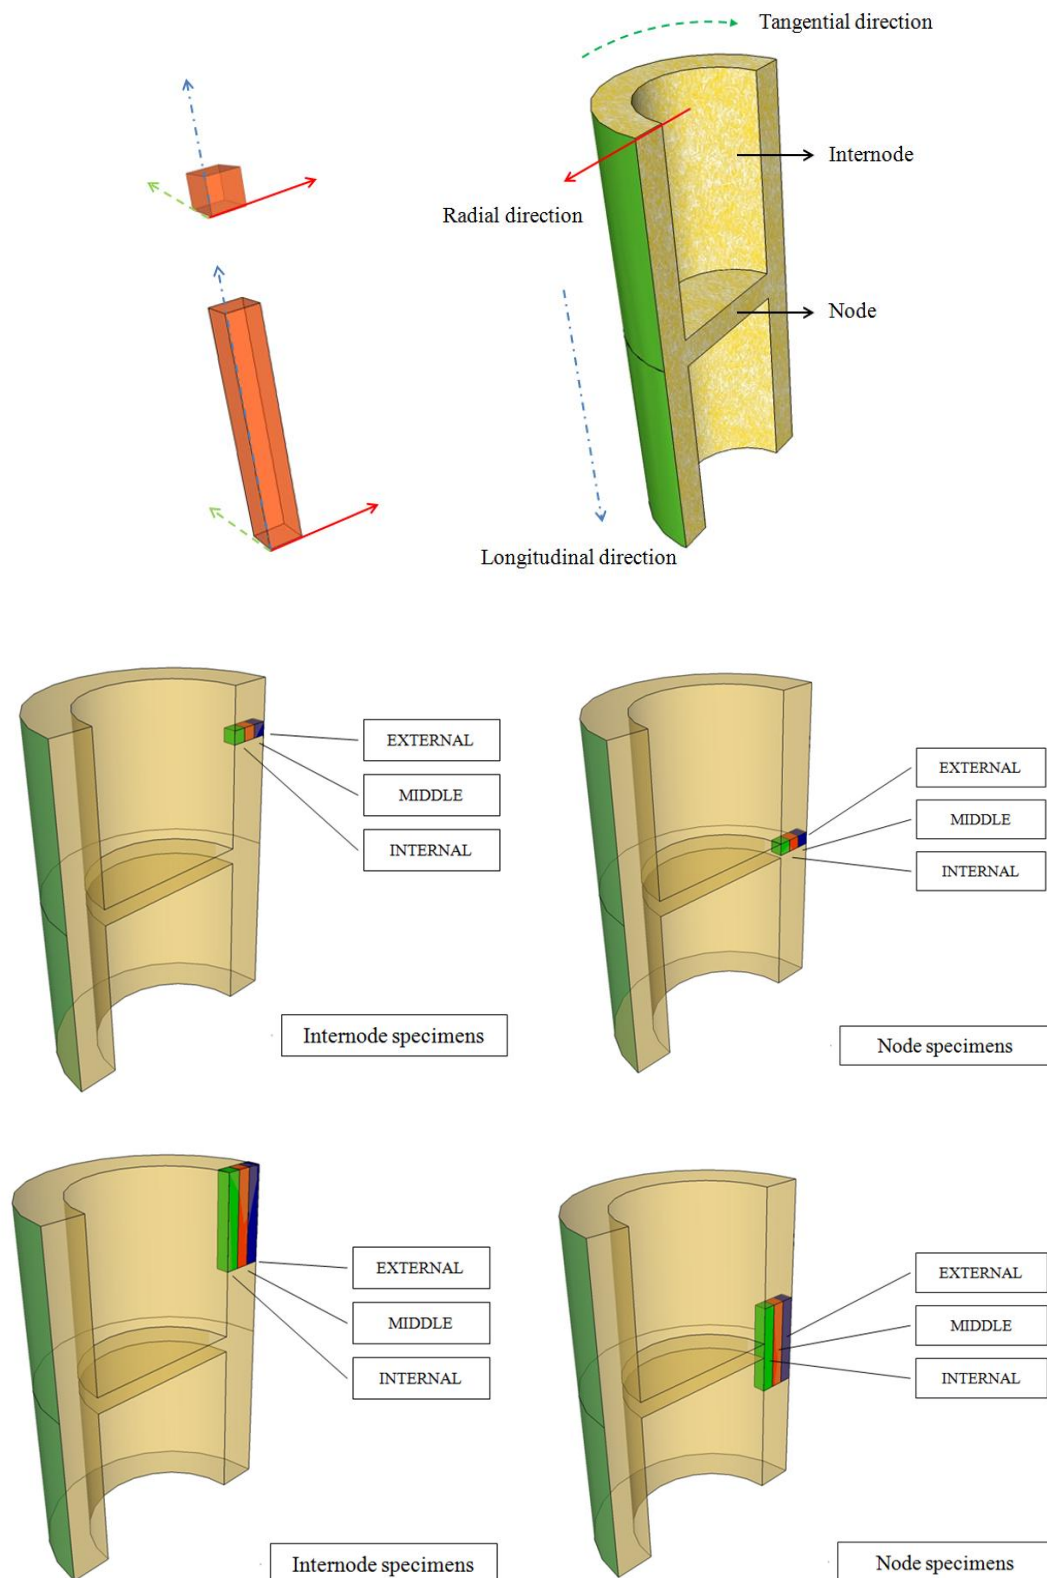 Tangential direction
Internode
Radial direction
Node
Longitudinal direction
EXTERNAL
MIDDLE
INTERNAL
Internode specimens
EXTERNAL
MIDDLE
INTERNAL
Node specimens
EXTERNAL
MIDDLE
INTERNAL
Internode specimens
EXTERNAL
MIDDLE
INTERNAL
Node specimens